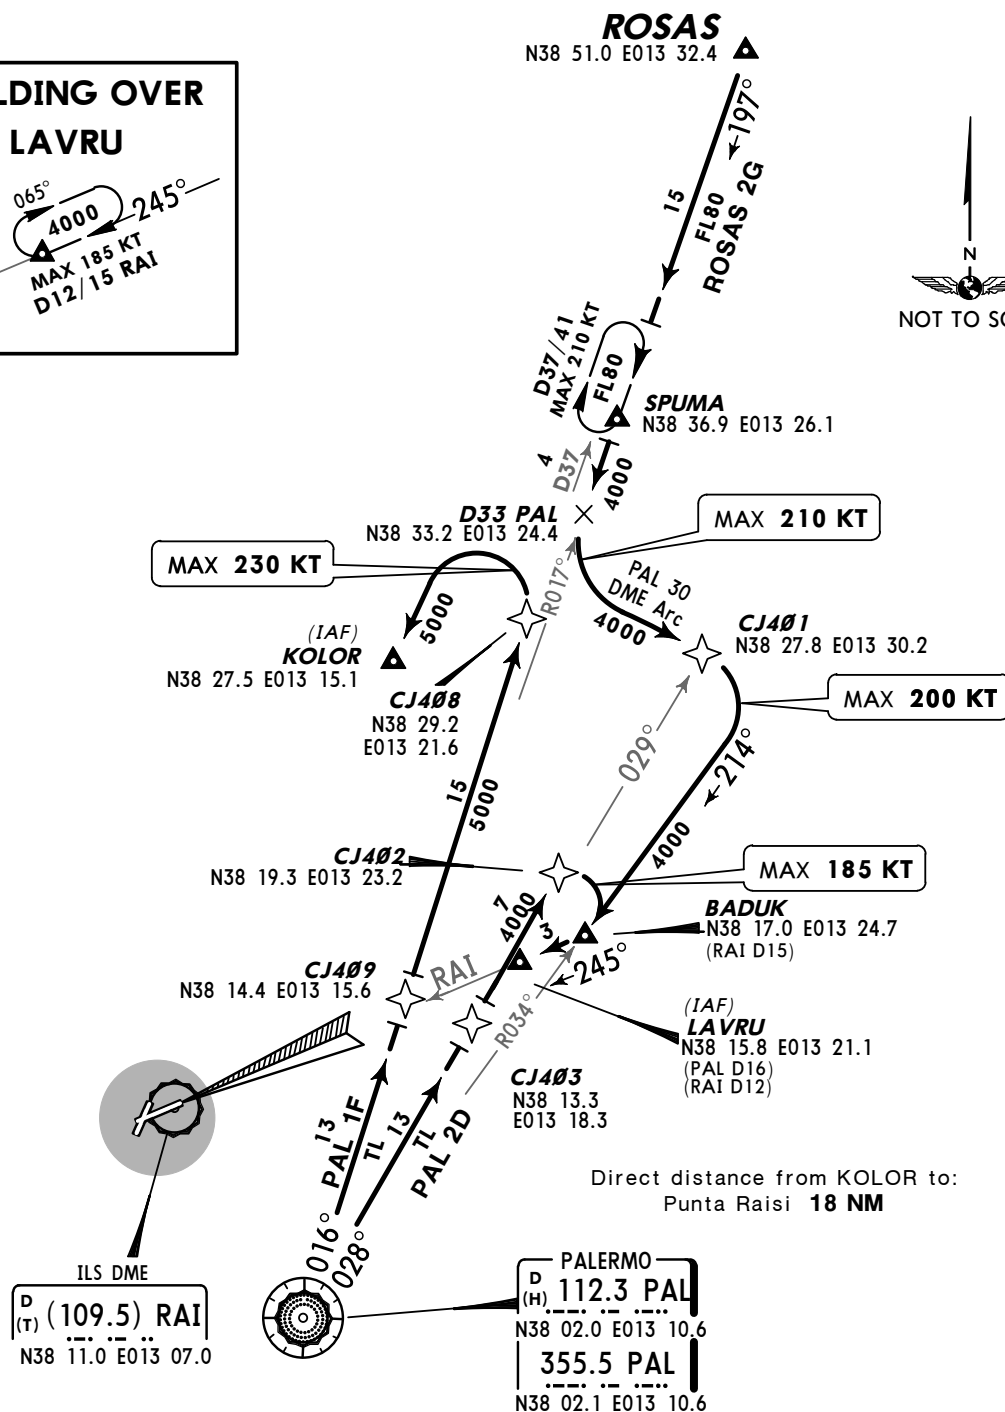 ROSAS
N38 51.0 E013 32.4
LDING OVER
LAVRU
065°
4000
245°
MAX 185 KT
D12/15 RAI
197°
15
FL80
ROSAS 2G
N
NOT TO SC
D37/41
MAX 210 KT
FL80
SPUMA
N38 36.9 E013 26.1
4
D37
4000
D33 PAL
N38 33.2 E013 24.4
MAX 210 KT
MAX 230 KT
R017°
PAL 30
DME Arc
4000
5000
(IAF)
KOLOR
N38 27.5 E013 15.1
CJ4Ø1
N38 27.8 E013 30.2
CJ4Ø8
N38 29.2
E013 21.6
MAX 200 KT
029°
214°
4000
15
5000
CJ4Ø2
N38 19.3 E013 23.2
MAX 185 KT
7
4000
3
BADUK
N38 17.0 E013 24.7
(RAI D15)
245°
RAI
CJ4Ø9
N38 14.4 E013 15.6
R034°
(IAF)
LAVRU
N38 15.8 E013 21.1
(PAL D16)
(RAI D12)
CJ4Ø3
N38 13.3
E013 18.3
13
PAL 1F
TL
13
TL
PAL 2D
016°
028°
Direct distance from KOLOR to:
Punta Raisi 18 NM
ILS DME
D
(T) (109.5) RAI
N38 11.0 E013 07.0
PALERMO
D
(H) 112.3 PAL
N38 02.0 E013 10.6
355.5 PAL
N38 02.1 E013 10.6